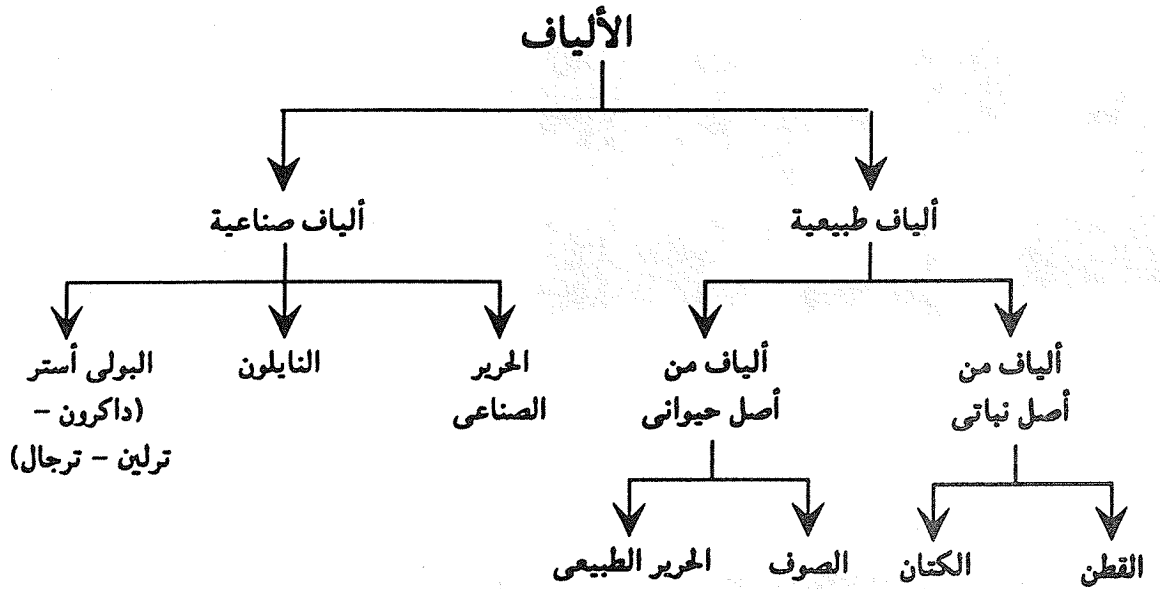 الألياف
ألياف طبيعية
ألياف صناعية
ألياف من
أصل نباتى
ألياف من
أصل حيوانى
الحرير
الصناعى
النايلون
البولى أستر
(داكرون –
ترلين – ترجال)
القطن
الكتان
الصوف
الحرير الطبيعى